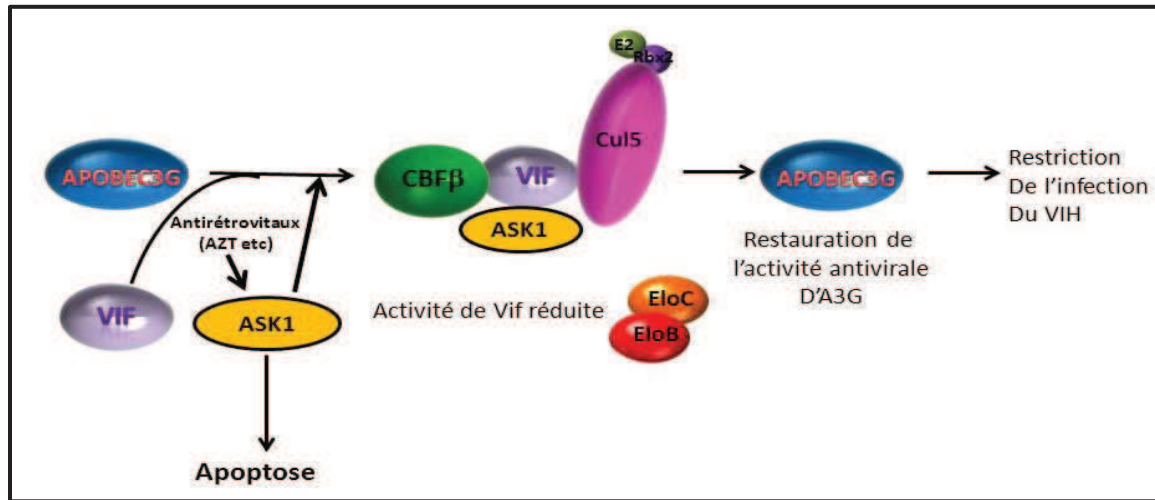 E2
Rbx2
Cul5
APOBEC3G
CBFβ
VIF
APOBEC3G
Restriction
De l'infection
Du VIH
Antirétrovitaux
(AZT etc)
ASK1
Restauration de
l'activité antivirale
D'A3G
VIF
ASK1
Activité de Vif réduite
EloC
EloB
Apoptose